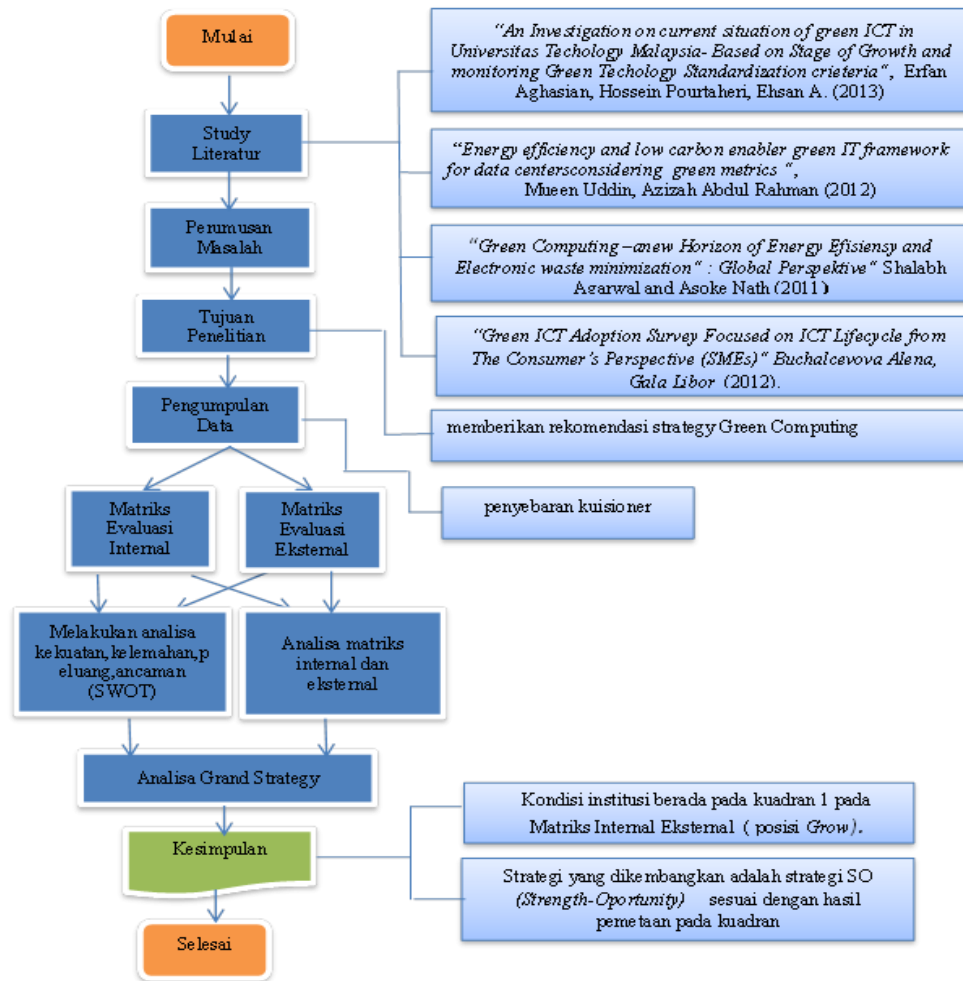 Mulai
“An Investigation on current situation of green ICT in
Universitas Techology Malaysia- Based on Stage of Growth and
monitoring Green Techology Standardization crieteria“, Erfan
Aghasian, Hossein Pourtaheri, Ehsan A. (2013)
Study
Literatur
“Energy efficiency and low carbon enabler green IT framework
for data centersconsidering green metrics “,
Mueen Uddin, Azizah Abdul Rahman (2012)
Perumusan
Masalah
“Green Computing –anew Horizon of Energy Efisiensy and
Electronic waste minimization“ : Global Perspektive“ Shalabh
Agarwal and Asoke Nath (2011)
Tujuan
Penelitian
“Green ICT Adoption Survey Focused on ICT Lifecycle from
The Consumer’s Perspective (SMEs)“ Buchalcevova Alena,
Gala Libor (2012).
Pengumpulan
Data
memberikan rekomendasi strategy Green Computing
penyebaran kuisioner
Matriks
Evaluasi
Internal
Matriks
Evaluasi
Eksternal
Melakukan analisa
kekuatan,kelemahan,p
eluang,ancaman
(SWOT)
Analisa matriks
internal dan
eksternal
Analisa Grand Strategy
Kondisi institusi berada pada kuadran 1 pada
Matriks Internal Eksternal ( posisi Grow).
Kesimpulan
Strategi yang dikembangkan adalah strategi SO
(Strength-Oportunity) sesuai dengan hasil
pemetaan pada kuadran
Selesai